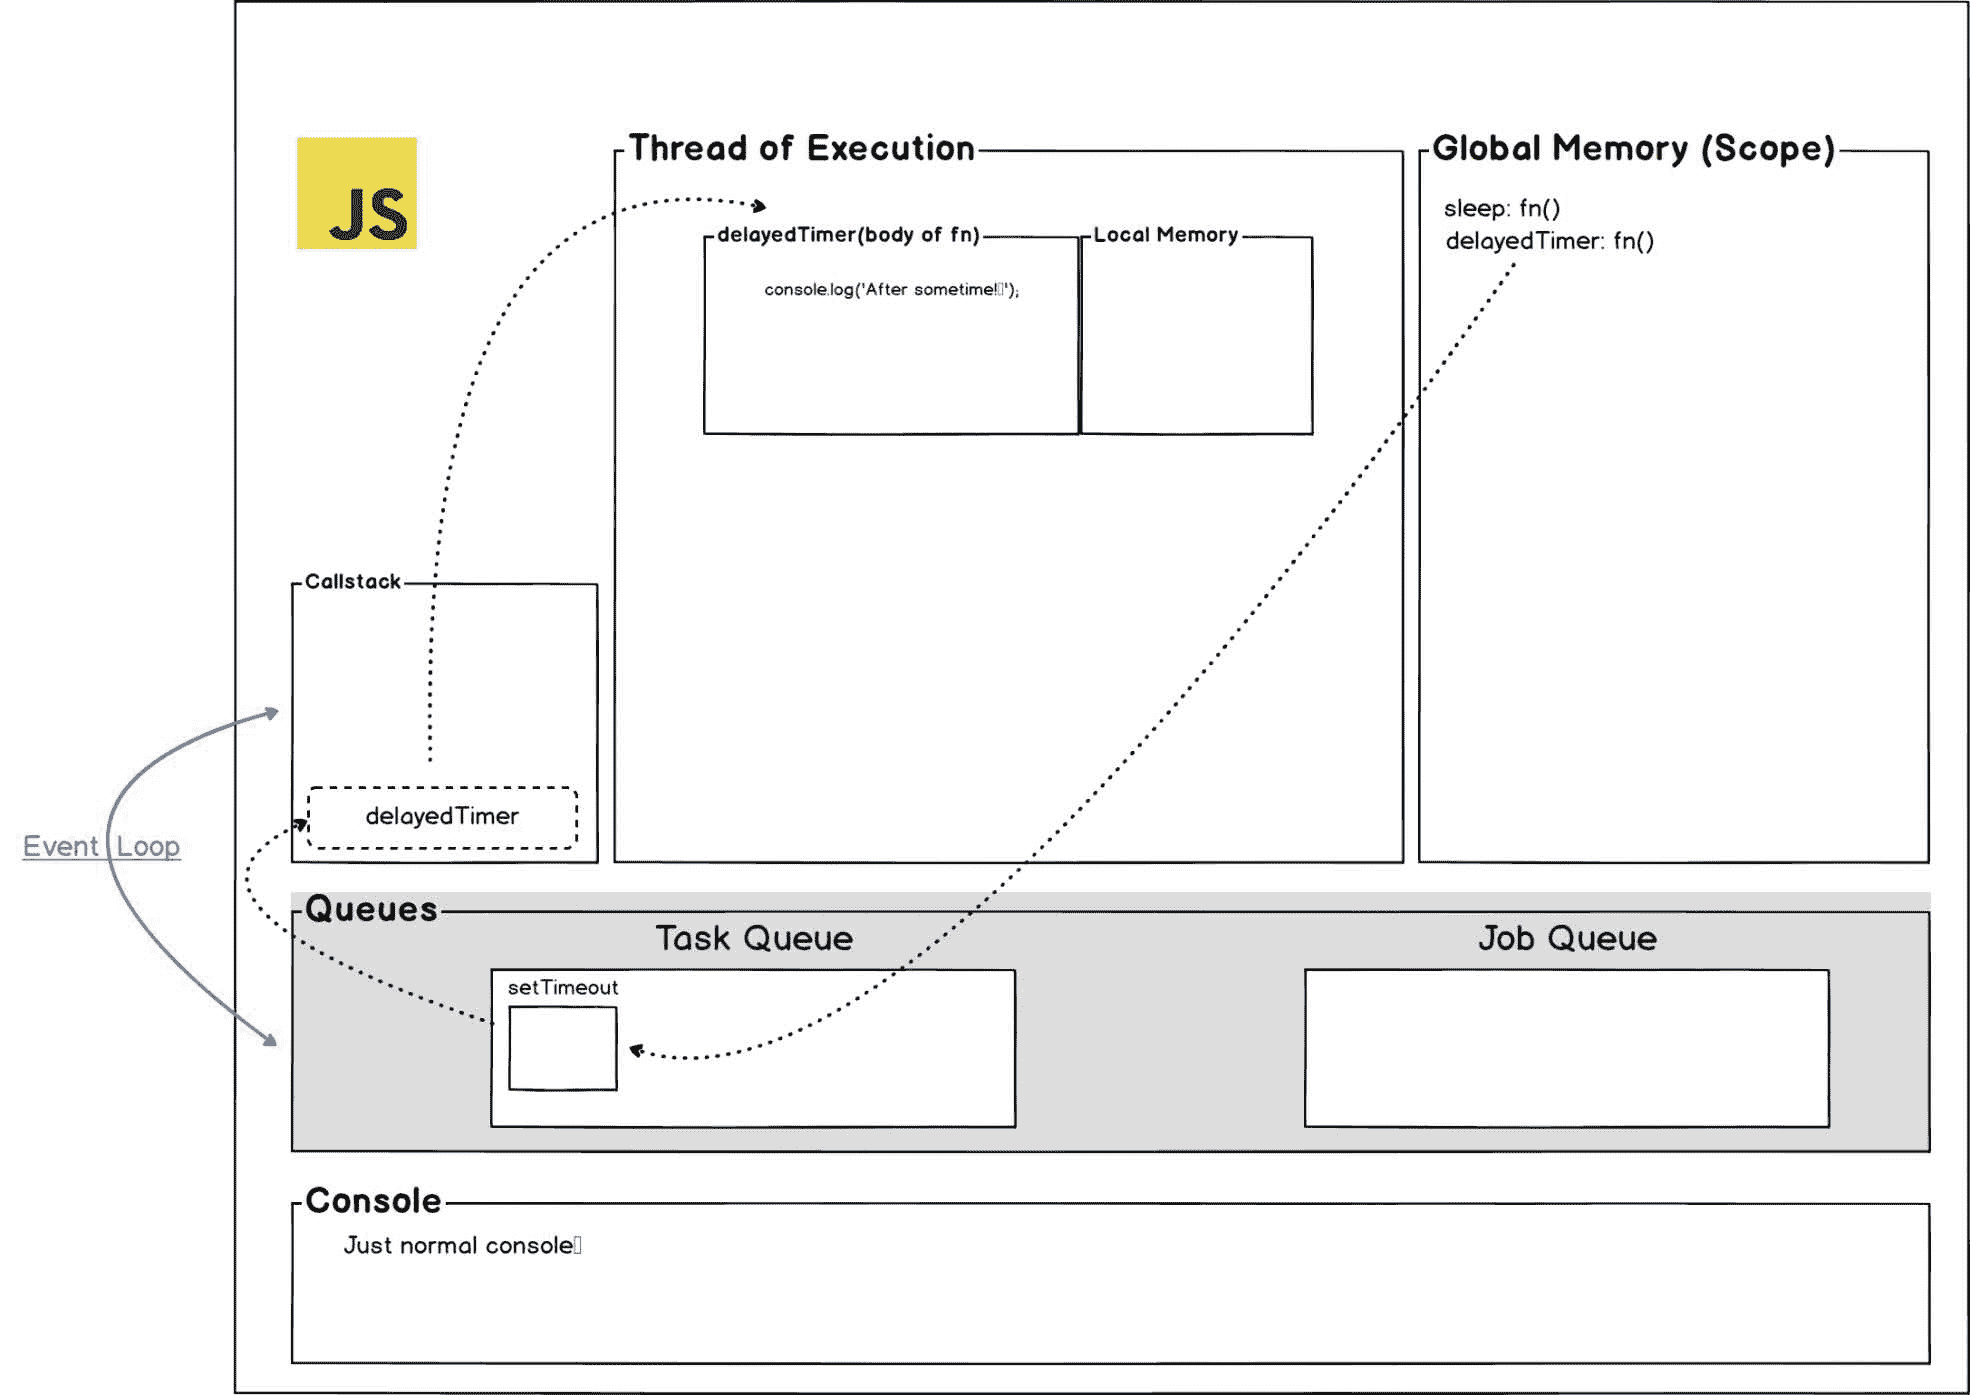 JS
Thread of Execution
Global Memory (Scope)
sleep: fn()
delayedTimer: fn()
delayedTimer(body of fn)
Local Memory
console.log('After sometime!▯');
Callstack
delayedTimer
Event Loop
Queues
Task Queue
Job Queue
setTimeout
Console
Just normal console▯